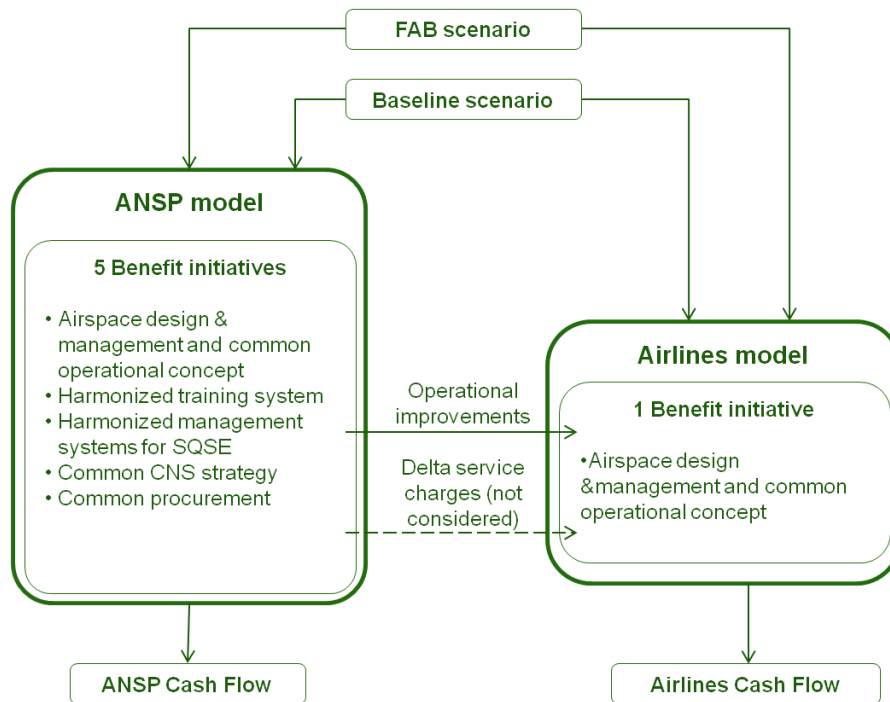 FAB scenario
Baseline scenario
ANSP model
5 Benefit initiatives
• Airspace design &
management and common
operational concept
• Harmonized training system
• Harmonized management
systems for SQSE
• Common CNS strategy
• Common procurement
Operational
improvements
Delta service
charges (not
considered)
Airlines model
1 Benefit initiative
•Airspace design
&management and common
operational concept
ANSP Cash Flow
Airlines Cash Flow